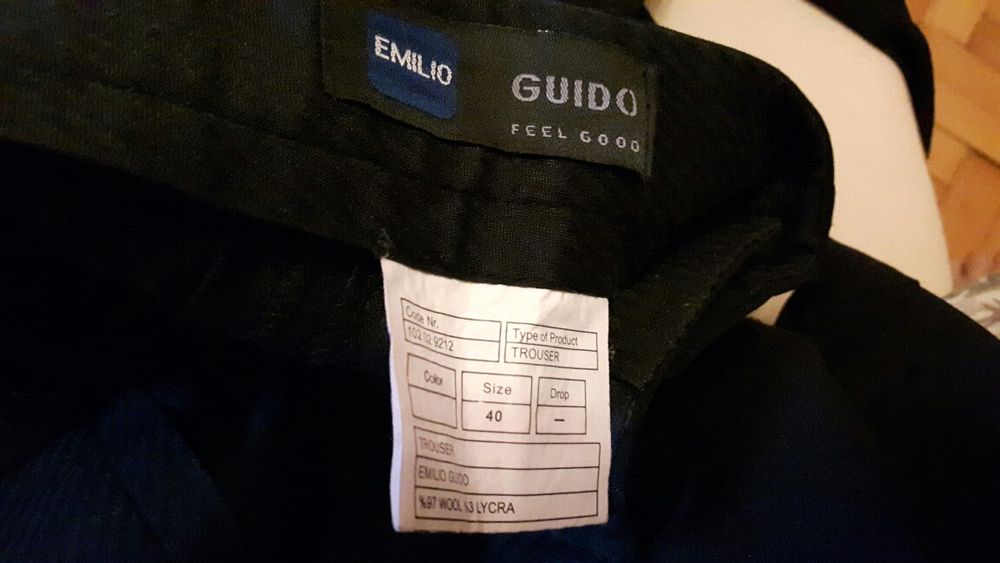 EMILIO
GUIDO
FEEL GOOD
Code Nr.
102 02 9212
Type of Product
TROUSER
Color
Size
40
Drop
–
TROUSER
EMILIO GUIDO
%97 WOOL %3 LYCRA